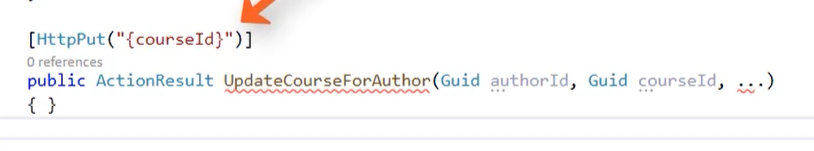 [HttpPut("{courseId}")]
0 references
public ActionResult UpdateCourseForAuthor(Guid authorId, Guid courseId, ...)
{ }